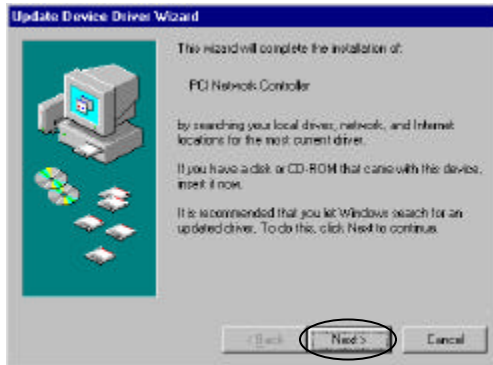 Update Device Driver Wizard
This wizard will complete the installation of:
PCI Network Controller
by searching your local drives, network, and Internet
locations for the most current driver.
If you have a disk or CD-ROM that came with this device,
insert it now.
It is recommended that you let Windows search for an
updated driver. To do this, click Next to continue.
< Back
Next >
Cancel